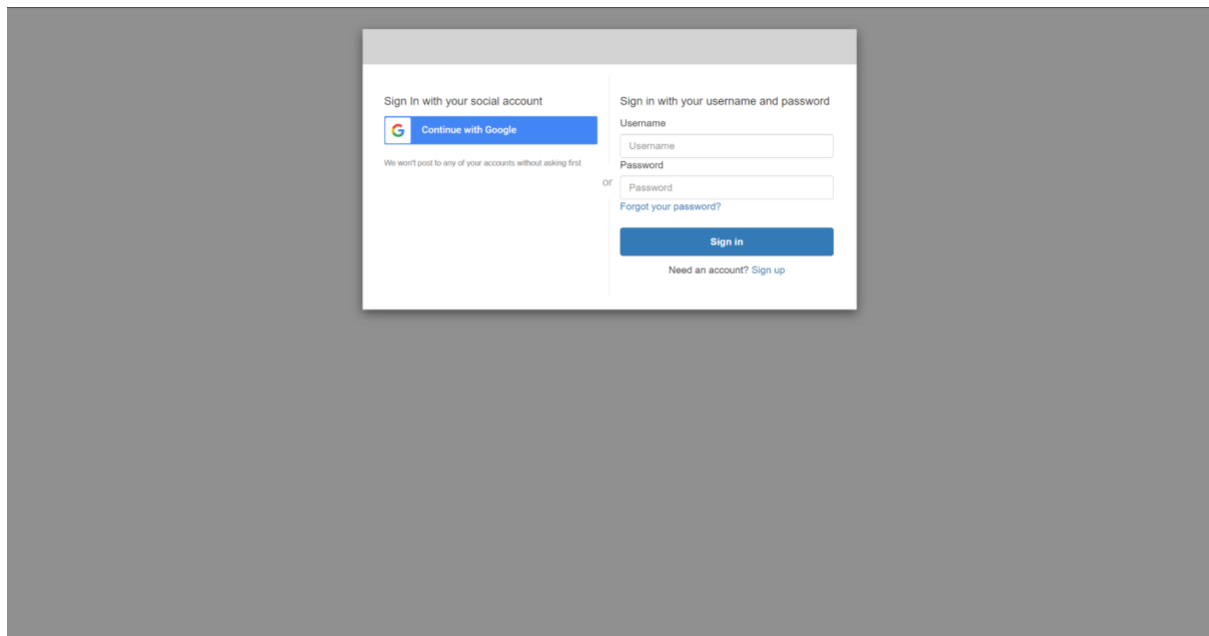 Sign In with your social account
Continue with Google
We won't post to any of your accounts without asking first
or
Sign in with your username and password
Username
Username
Password
Password
Forgot your password?
Sign in
Need an account? Sign up